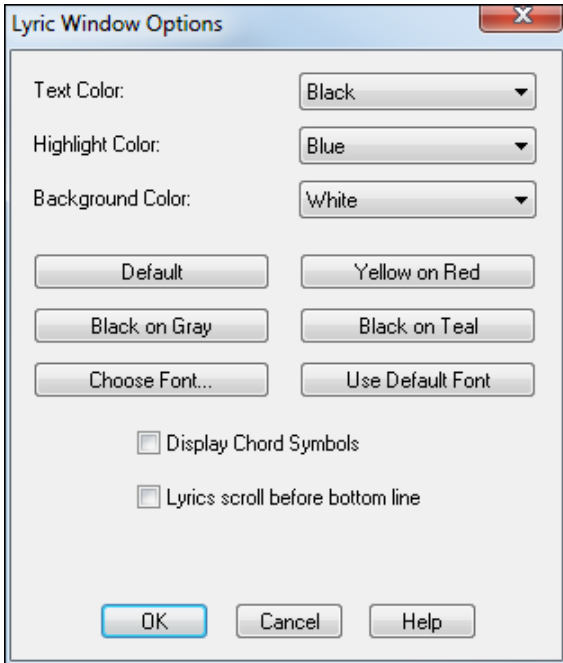 Lyric Window Options
Text Color: Black
Highlight Color: Blue
Background Color: White
Default Yellow on Red
Black on Gray Black on Teal
Choose Font... Use Default Font
Display Chord Symbols
Lyrics scroll before bottom line
OK Cancel Help